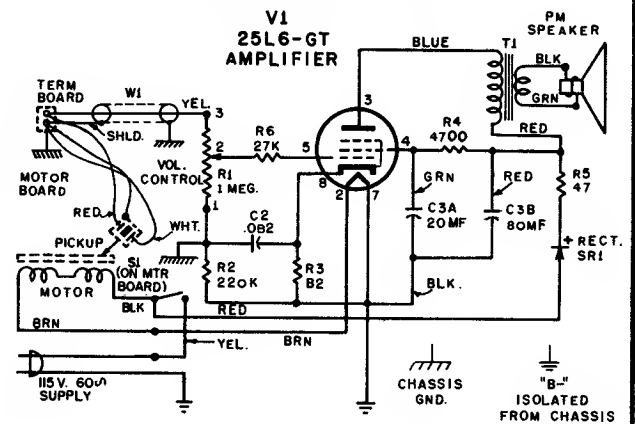 V1
25L6-GT
AMPLIFIER
PM
SPEAKER
BLUE
T1
BLK
GRN
RED
TERM
BOARD
W1
YEL.
3
3
SHLD.
MOTOR
BOARD
2
VOL.
CONTROL
R1
1 MEG.
1
R6
27K
5
8
2
7
4
R4
4700
GRN
RED
R5
47
C3A
20MF
C3B
80MF
RED
WHT.
PICKUP
C2
.082
S1
(ON MTR
BOARD)
R2
220K
R3
82
+ RECT.
SR1
MOTOR
BLK
RED
BLK.
BRN
YEL.
BRN
115 V. 60∿
SUPPLY
CHASSIS
GND.
"B-"
ISOLATED
FROM CHASSIS